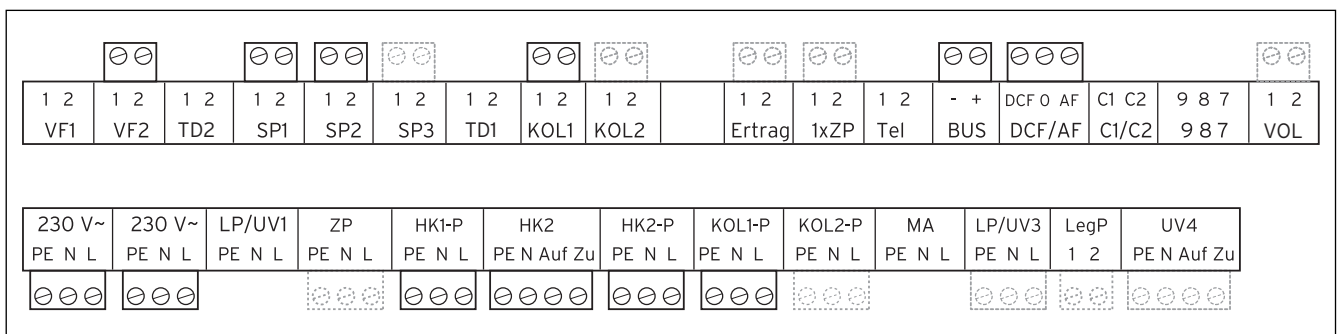 1 2 1 2 1 2 1 2 1 2 1 2 1 2 1 2 1 2 1 2 1 2 1 2 - + DCF O AF C1 C2 9 8 7 1 2
VF1 VF2 TD2 SP1 SP2 SP3 TD1 KOL1 KOL2 Ertrag 1xZP Tel BUS DCF/AF C1/C2 9 8 7 VOL
230 V~ 230 V~ LP/UV1 ZP HK1-P HK2 HK2-P KOL1-P KOL2-P MA LP/UV3 LegP UV4
PE N L PE N L PE N L PE N L PE N L PE N Auf Zu PE N L PE N L PE N L PE N L PE N L 1 2 PE N Auf Zu